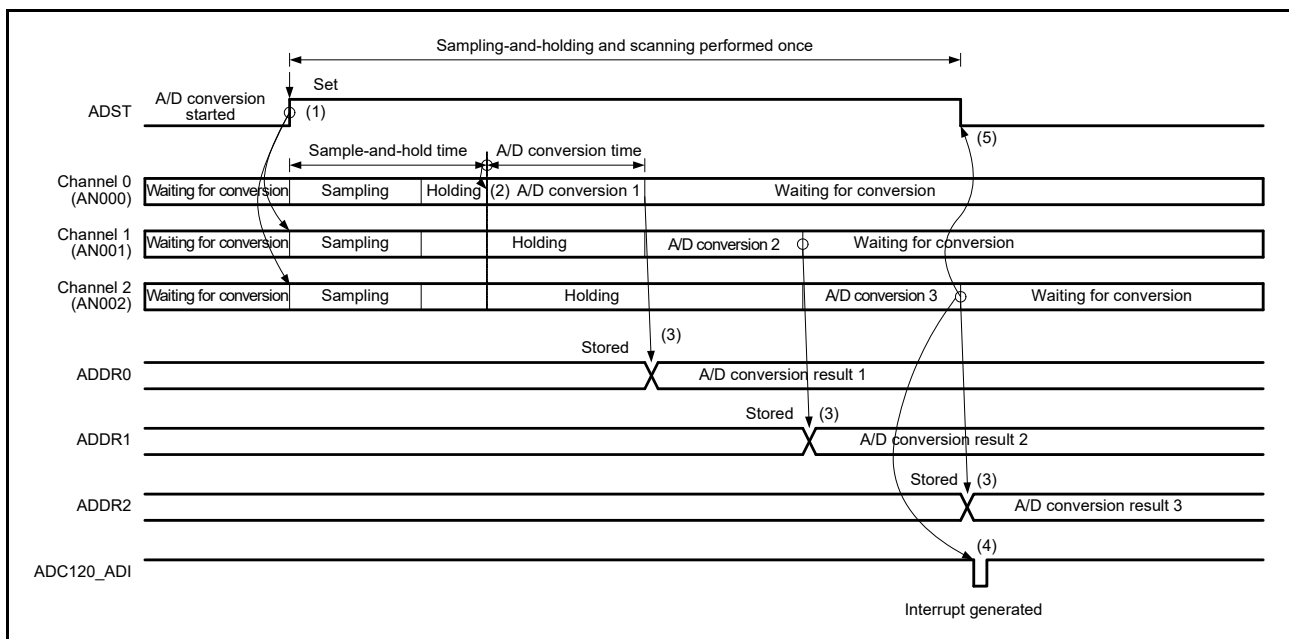 Sampling-and-holding and scanning performed once
Set
ADST
A/D conversion
started
(1)
(5)
Sample-and-hold time
A/D conversion time
Channel 0
(AN000)
Waiting for conversion
Sampling
Holding
(2)
A/D conversion 1
Waiting for conversion
Channel 1
(AN001)
Waiting for conversion
Sampling
Holding
A/D conversion 2
Waiting for conversion
Channel 2
(AN002)
Waiting for conversion
Sampling
Holding
A/D conversion 3
Waiting for conversion
Stored
(3)
ADDR0
A/D conversion result 1
Stored
(3)
ADDR1
A/D conversion result 2
Stored
(3)
ADDR2
A/D conversion result 3
(4)
ADC120_ADI
Interrupt generated